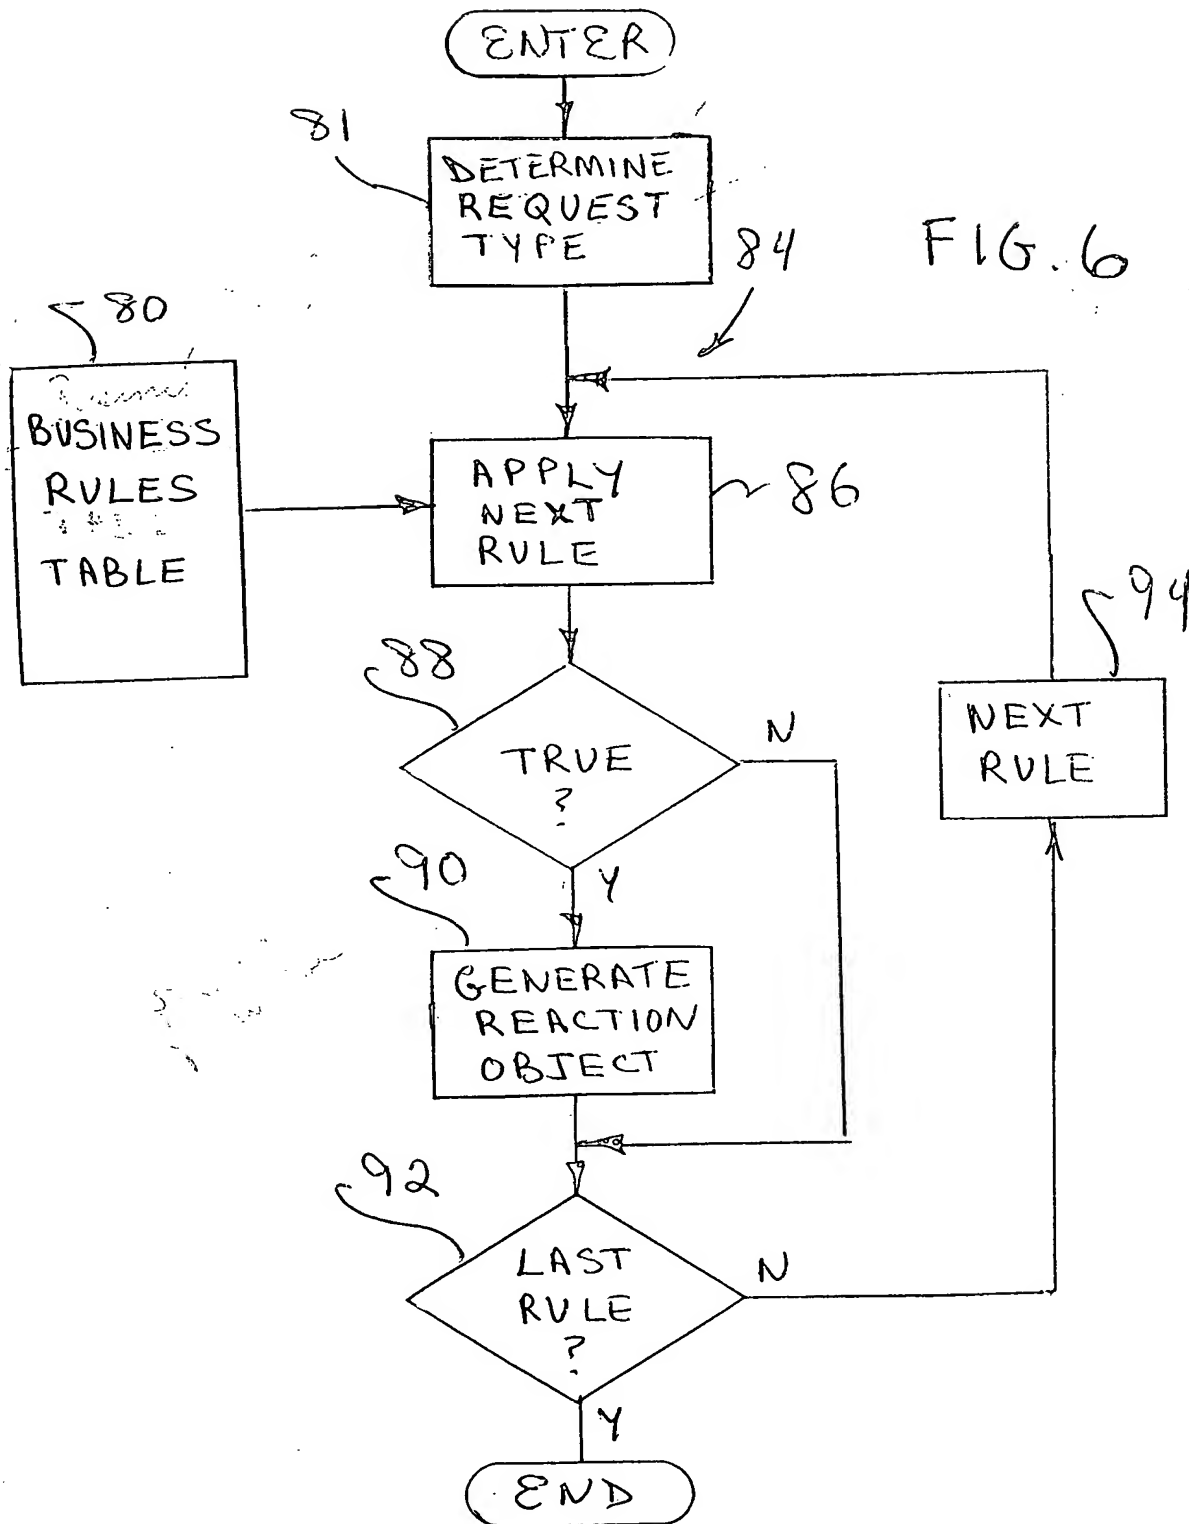 ENTER
81
DETERMINE
REQUEST
TYPE
84
FIG. 6
80
BUSINESS
RULES
TABLE
APPLY
NEXT
RULE
86
88
TRUE
?
N
Y
94
NEXT
RULE
90
GENERATE
REACTION
OBJECT
92
LAST
RULE
?
N
Y
END